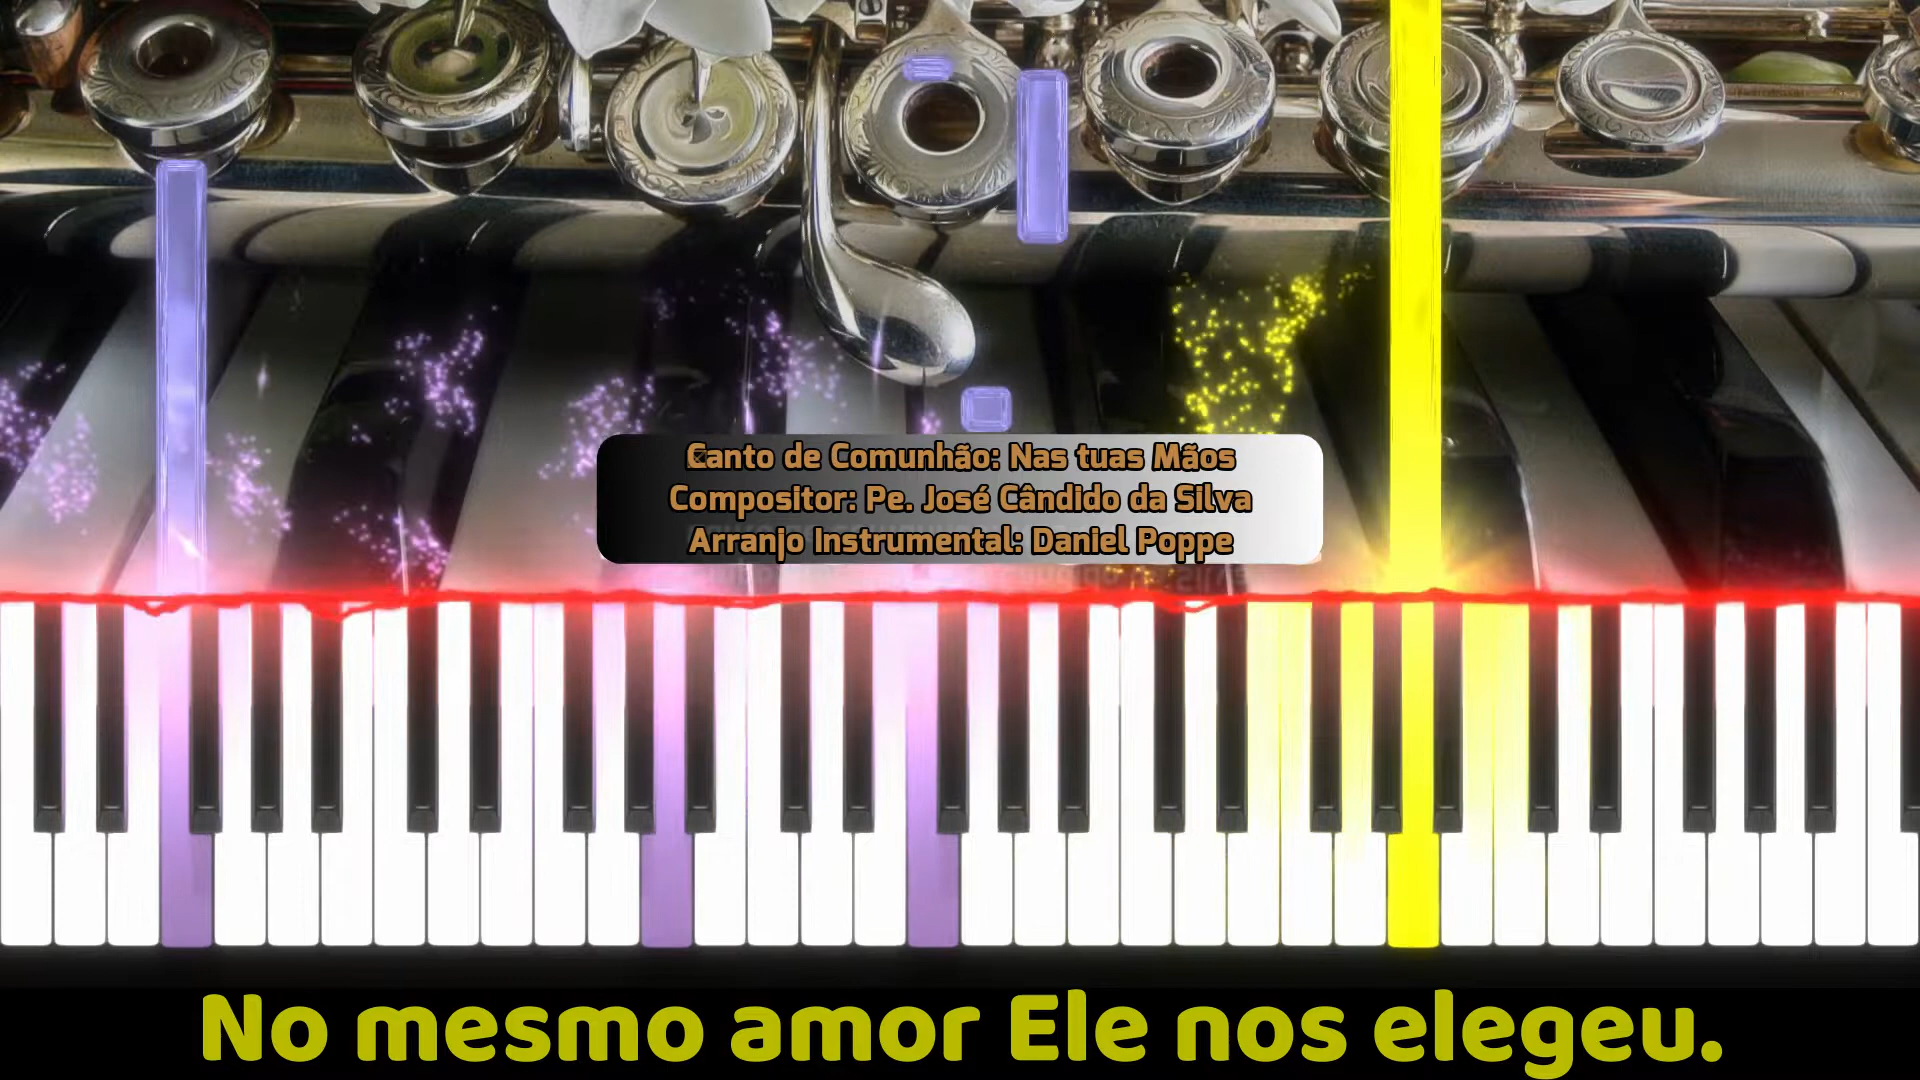 Canto de Comunhão: Nas tuas Mãos
Compositor: Pe. José Cândido da Silva
Arranjo Instrumental: Daniel Poppe
No mesmo amor Ele nos elegeu.